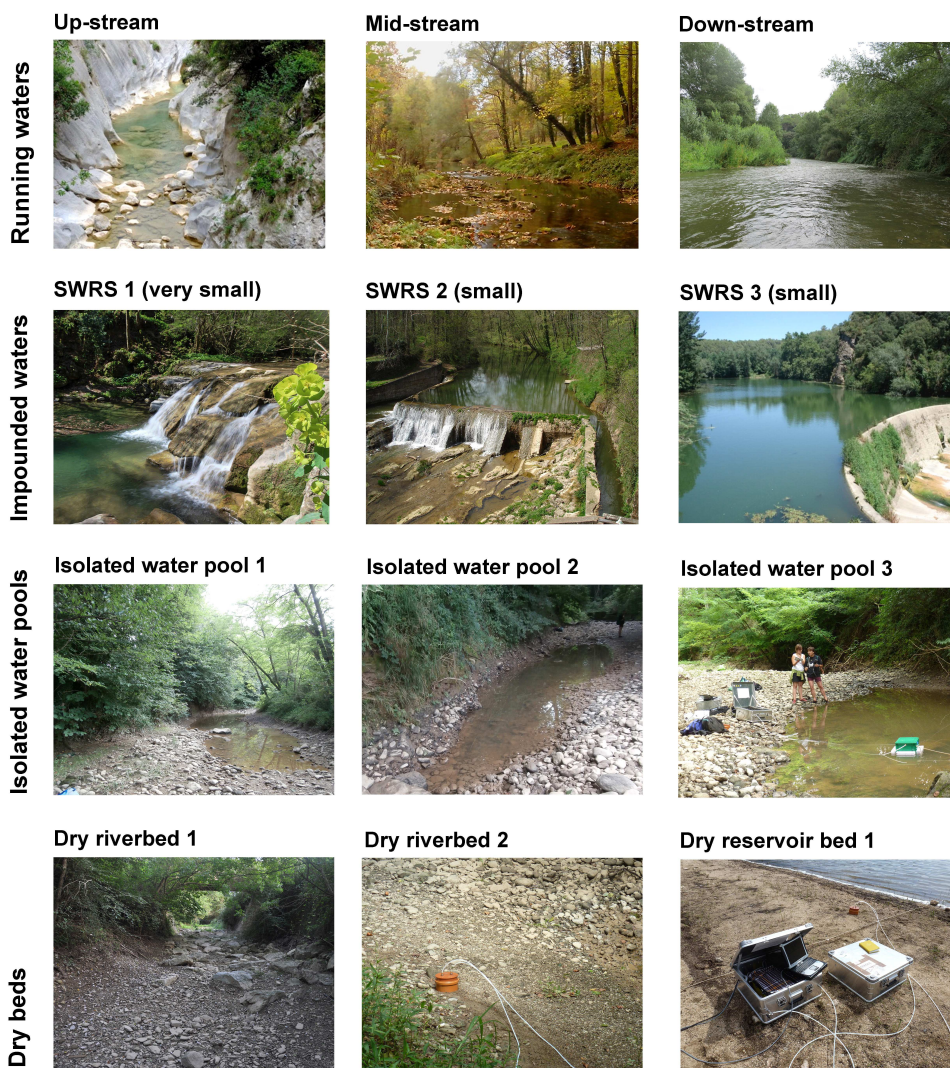 Up-stream
Mid-stream
Down-stream
Running waters
SWRS 1 (very small)
SWRS 2 (small)
SWRS 3 (small)
Impounded waters
Isolated water pool 1
Isolated water pool 2
Isolated water pool 3
Isolated water pools
Dry riverbed 1
Dry riverbed 2
Dry reservoir bed 1
Dry beds